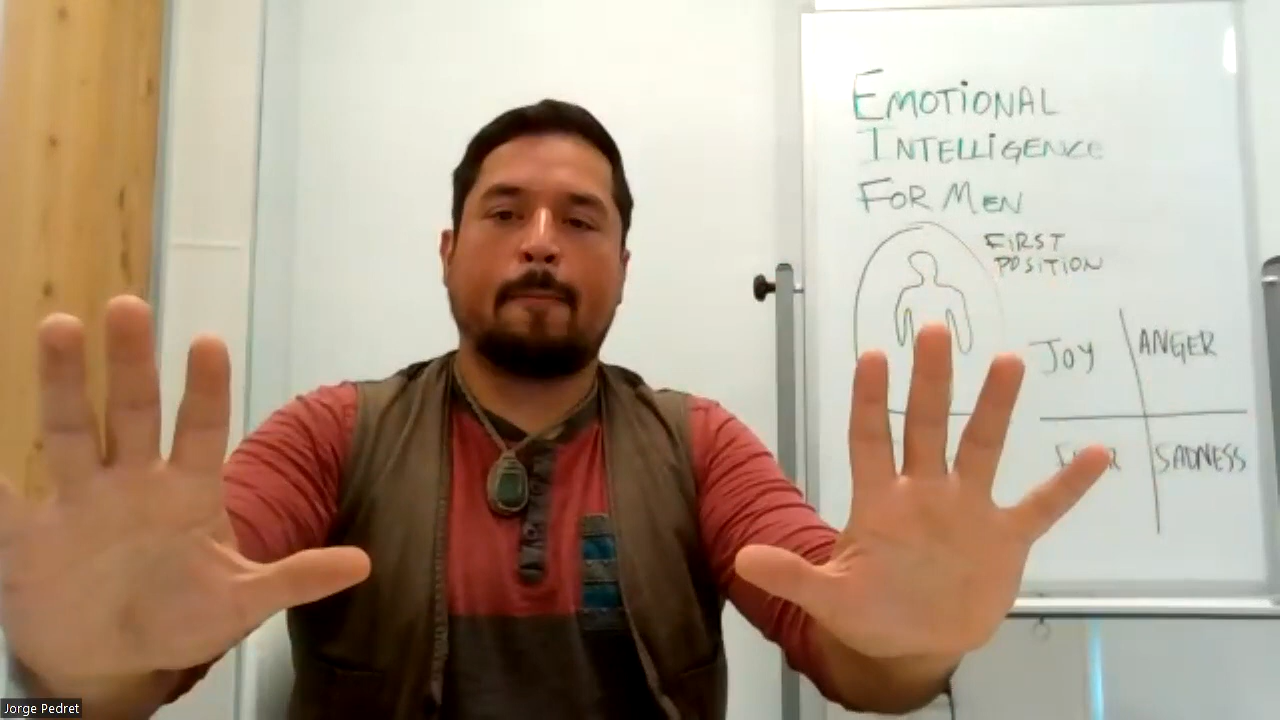 EMOTIONAL
INTELLIGENCE
FOR MEN
FIRST
POSITION
JOY
ANGER
SADNESS
Jorge Pedret